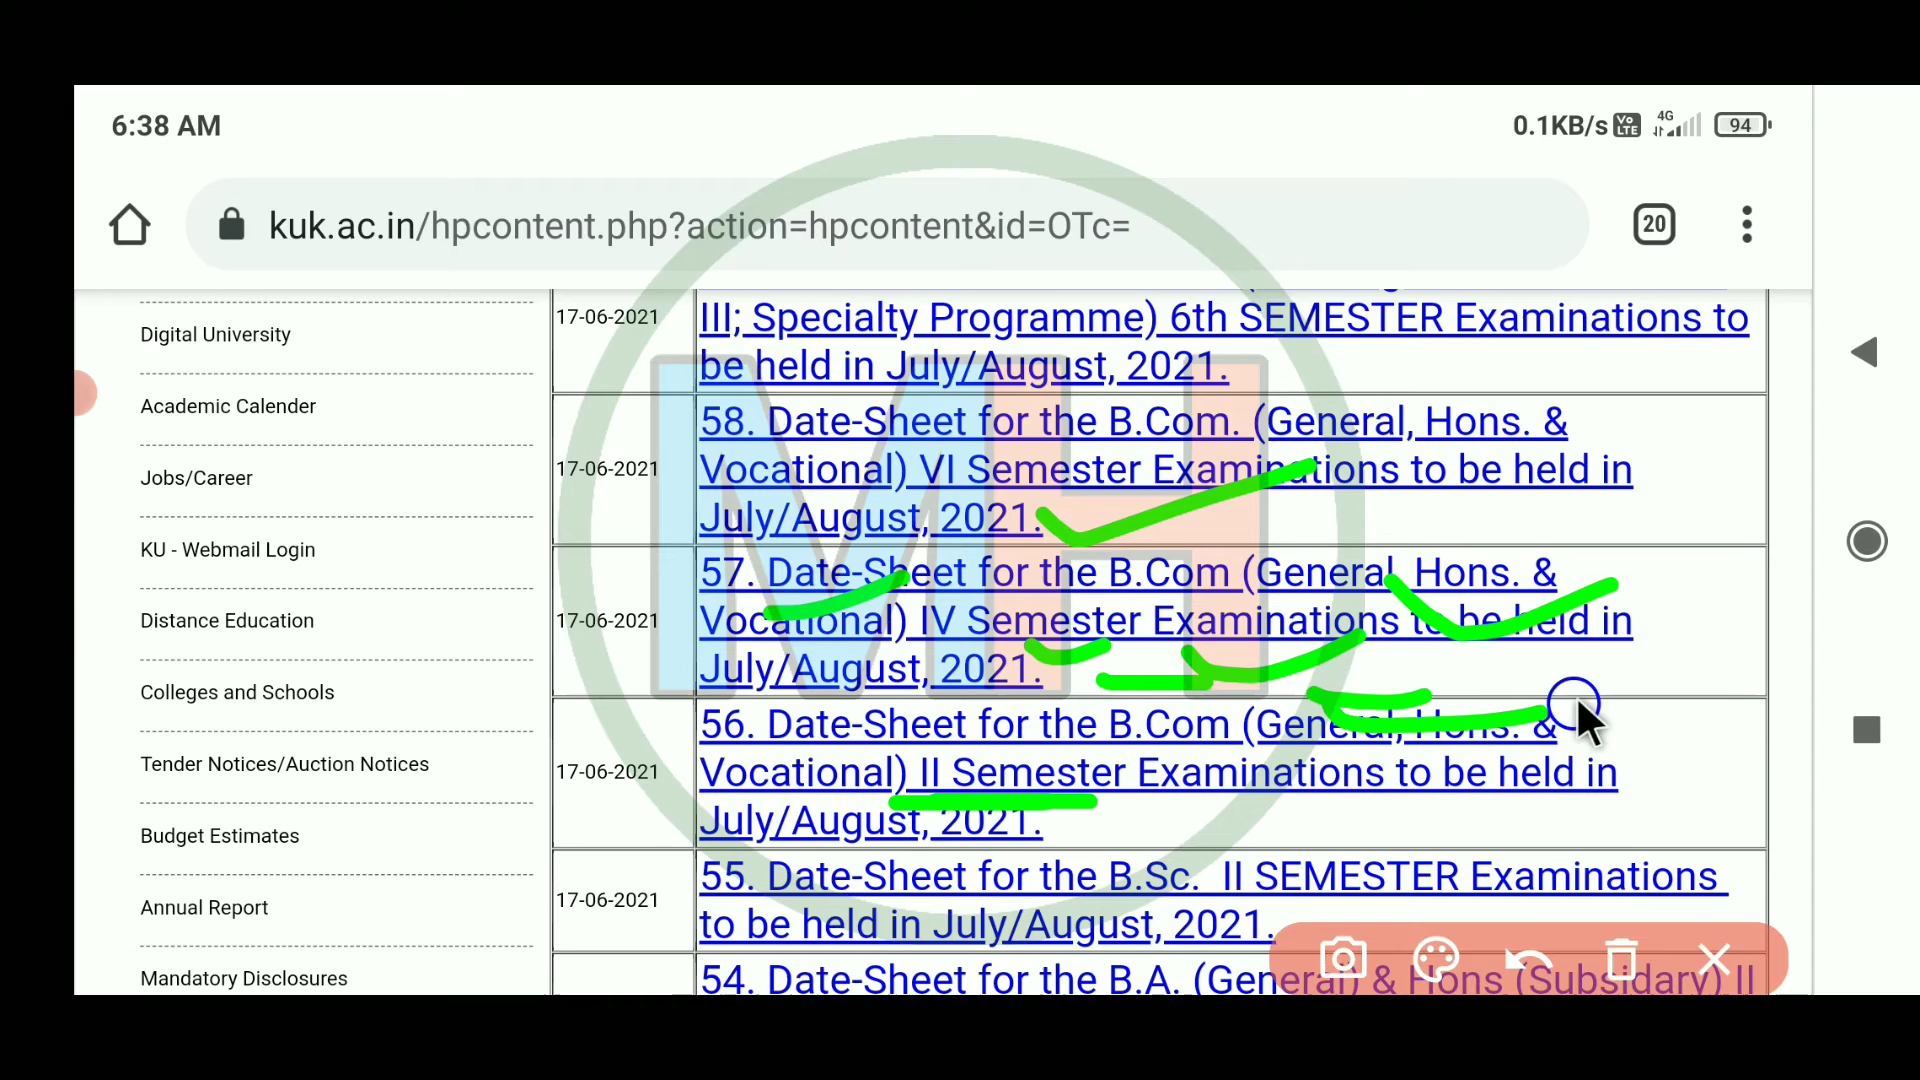 6:38 AM
0.1KB/s Vo LTE 4G 94
kuk.ac.in/hpcontent.php?action=hpcontent&id=OTc=
20
Digital University
Academic Calender
Jobs/Career
KU - Webmail Login
Distance Education
Colleges and Schools
Tender Notices/Auction Notices
Budget Estimates
Annual Report
Mandatory Disclosures
17-06-2021
III; Specialty Programme) 6th SEMESTER Examinations to
be held in July/August, 2021.
17-06-2021
58. Date-Sheet for the B.Com. (General, Hons. &
Vocational) VI Semester Examinations to be held in
July/August, 2021.
17-06-2021
57. Date-Sheet for the B.Com (General, Hons. &
Vocational) IV Semester Examinations to be held in
July/August, 2021.
17-06-2021
56. Date-Sheet for the B.Com (General, Hons. &
Vocational) II Semester Examinations to be held in
July/August, 2021.
17-06-2021
55. Date-Sheet for the B.Sc. II SEMESTER Examinations
to be held in July/August, 2021.
54. Date-Sheet for the B.A. (General) & Hons (Subsidary) II
MH